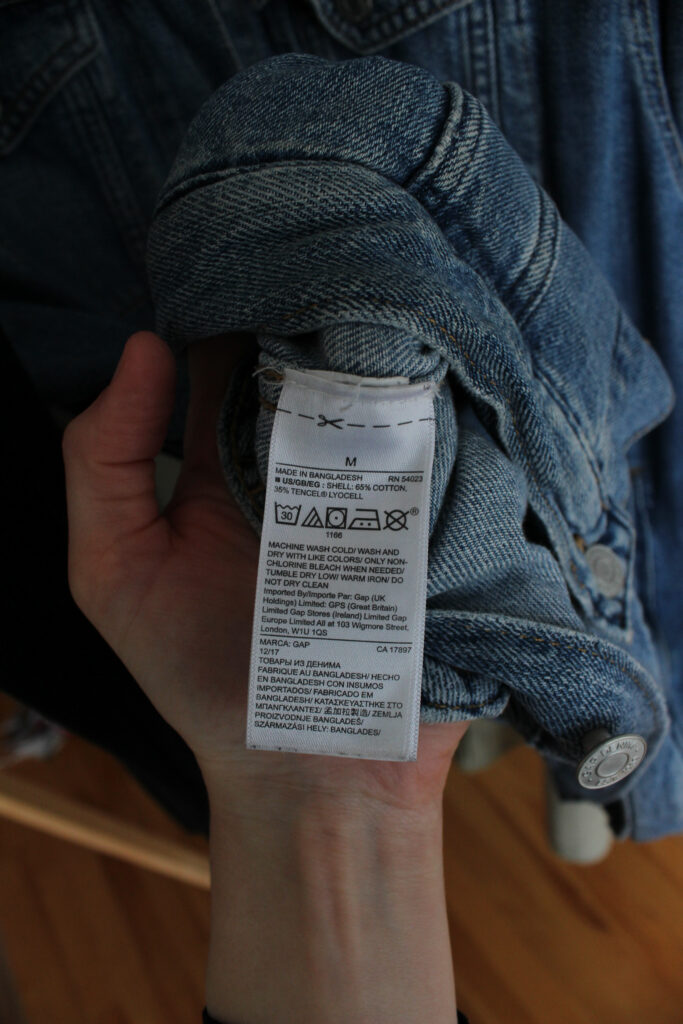 M
MADE IN BANGLADESH RN 54023
■ US/GB/EG : SHELL: 65% COTTON,
35% TENCEL® LYOCELL
30 ®
1166
MACHINE WASH COLD/ WASH AND
DRY WITH LIKE COLORS/ ONLY NON-
CHLORINE BLEACH WHEN NEEDED/
TUMBLE DRY LOW/ WARM IRON/ DO
NOT DRY CLEAN
Imported By/Importe Par: Gap (UK
Holdings) Limited: GPS (Great Britain)
Limited Gap Stores (Ireland) Limited Gap
Europe Limited All at 103 Wigmore Street,
London, W1U 1QS
MARCA: GAP CA 17897
12/17
ТОВАРЫ ИЗ ДЕНИМА
FABRIQUE AU BANGLADESH/ HECHO
EN BANGLADESH CON INSUMOS
IMPORTADOS/ FABRICADO EM
BANGLADESH/ ΚΑΤΑΣΚΕΥΑΣΤΗΚΕ ΣΤΟ
ΜΠΑΝΓΚΛΑΝΤΕΣ/ 孟加拉製造/ ZEMLJA
PROIZVODNJE BANGLADEŠ/
SZÁRMAZÁSI HELY: BANGLADES/